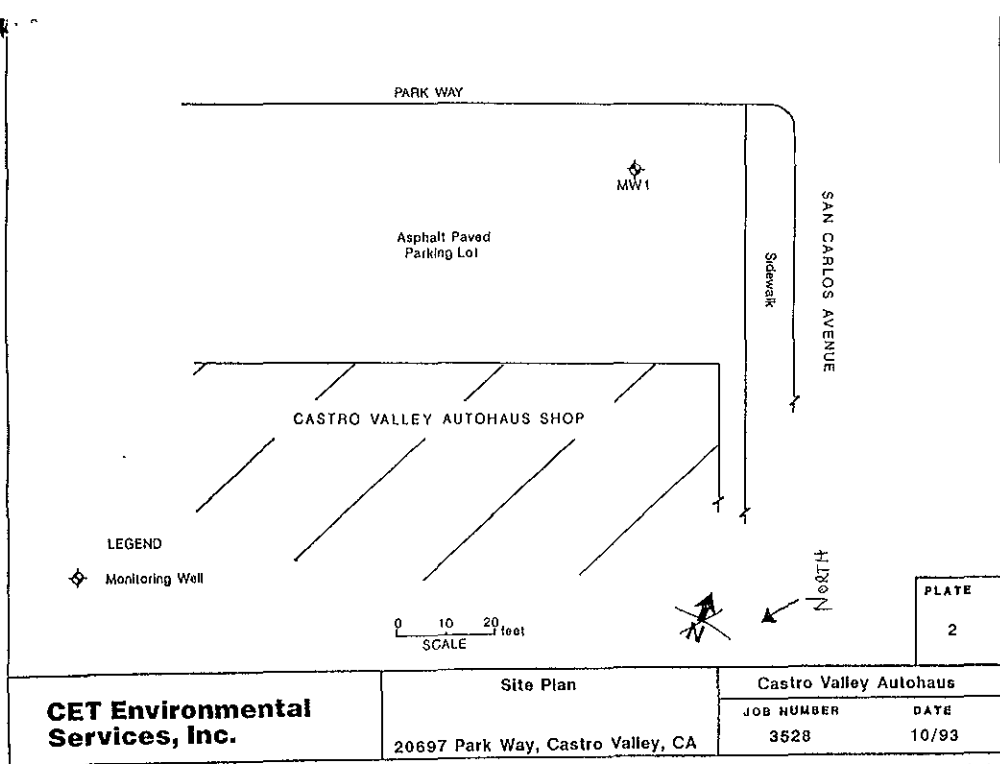 PARK WAY
MW1
SAN CARLOS AVENUE
Sidewalk
Asphalt Paved
Parking Lot
CASTRO VALLEY AUTOHAUS SHOP
LEGEND
Monitoring Well
0 10 20 feet
SCALE
N
NORTH
PLATE
2
CET Environmental
Services, Inc.
Site Plan
20697 Park Way, Castro Valley, CA
Castro Valley Autohaus
JOB NUMBER DATE
3528 10/93